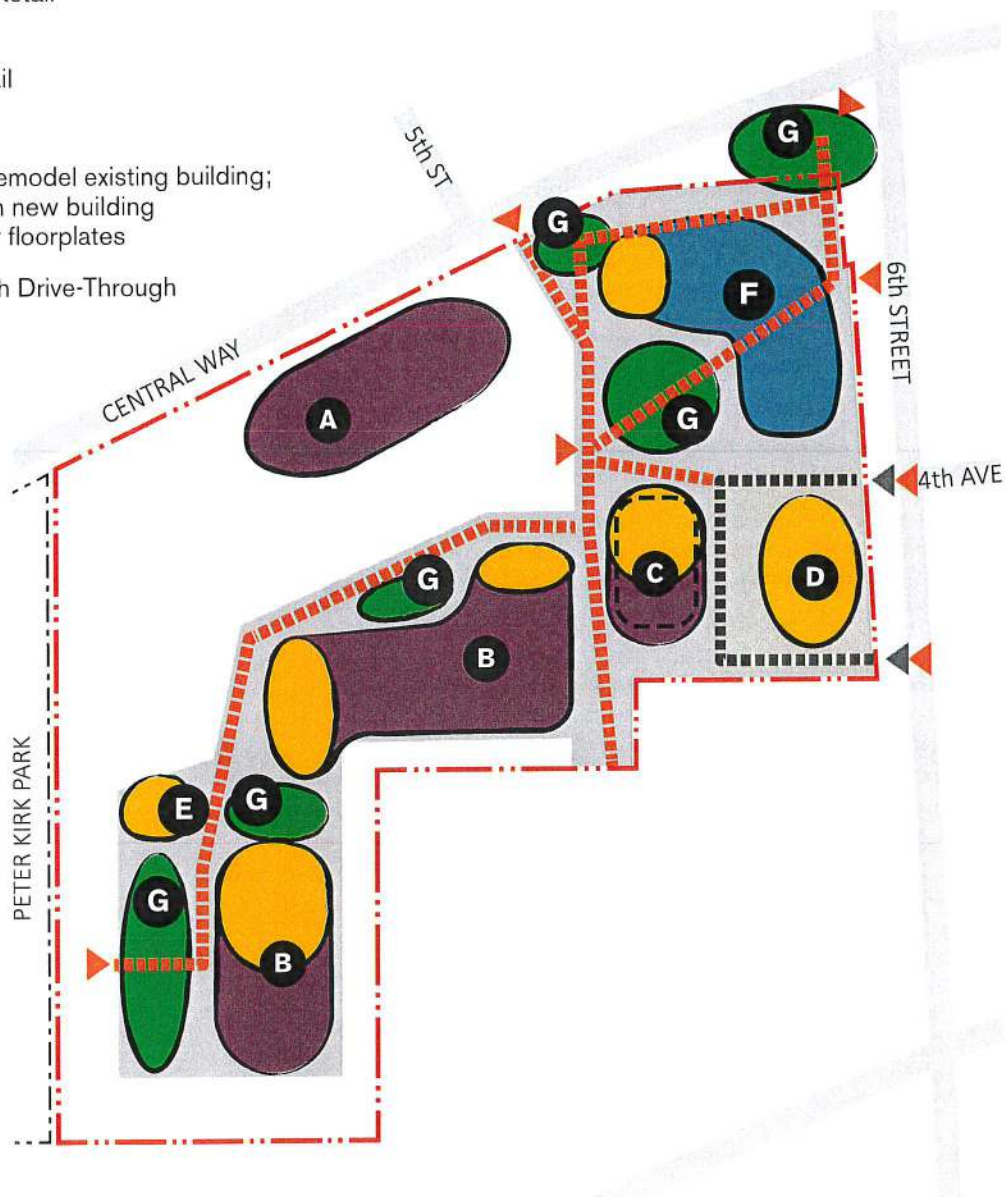 emodel existing building;
new building
floorplates
Drive-Through
5th ST
G
G
CENTRAL WAY
F
6th STREET
A
G
4th AVE
G
C
D
B
PETER KIRK PARK
E
G
G
B